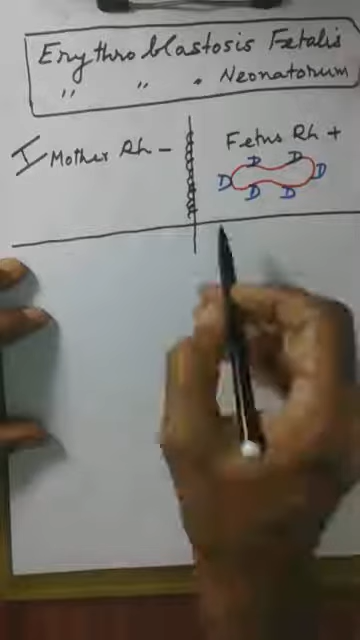 Erythroblastosis Fetalis
" " . Neonatorum
I Mother Rh - Fetus Rh +
D D
D D
D D